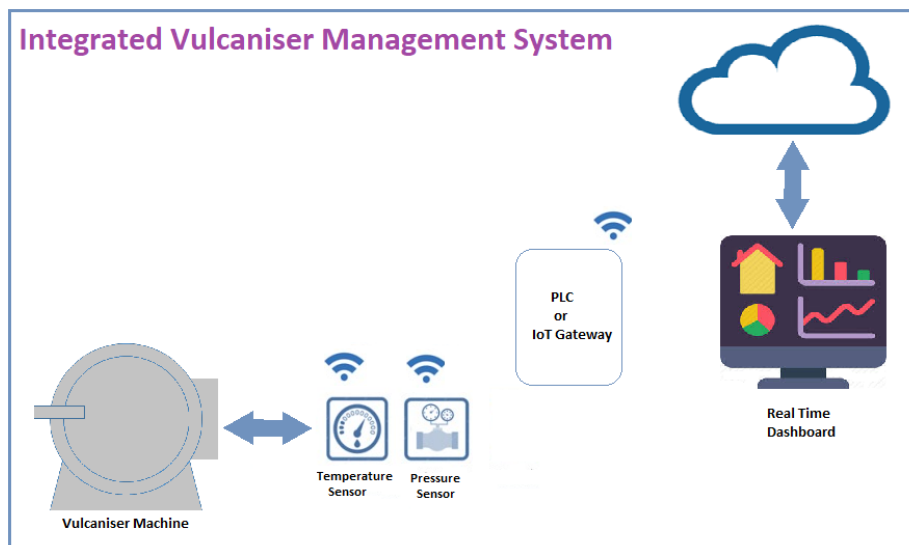 Integrated Vulcaniser Management System
PLC
or
IoT Gateway
Real Time
Dashboard
Temperature
Sensor
Pressure
Sensor
Vulcaniser Machine